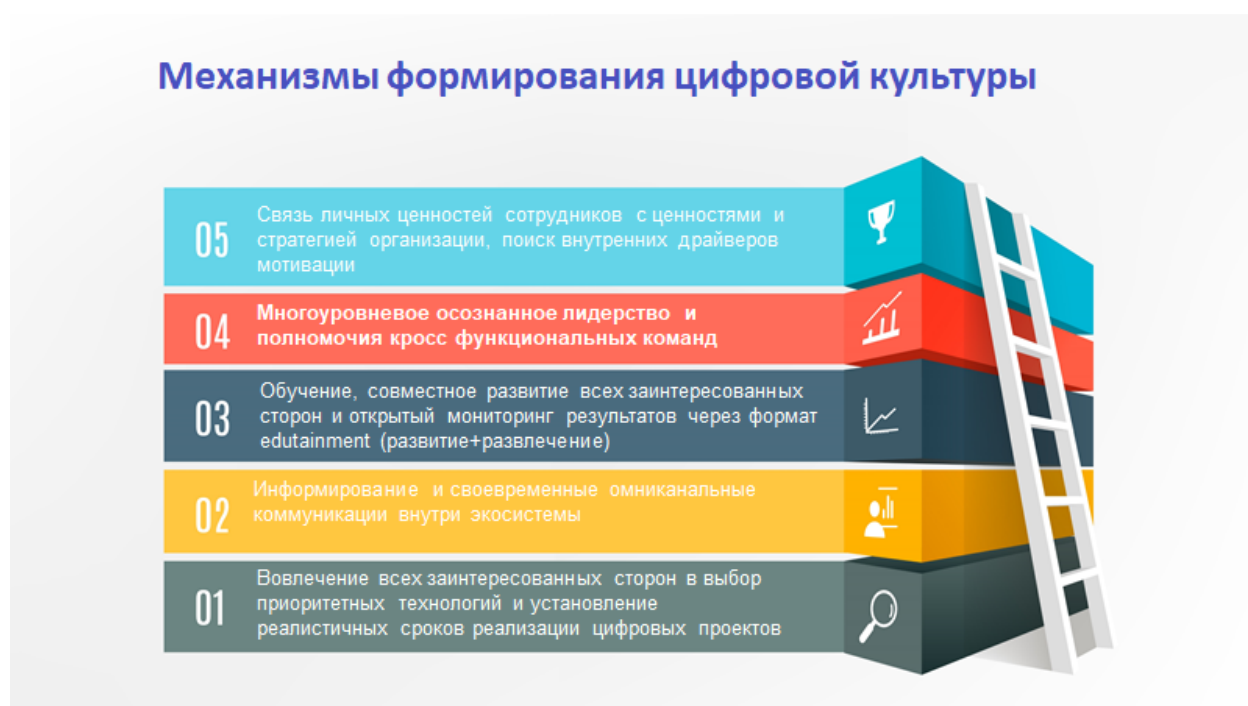 Механизмы формирования цифровой культуры
05
Связь личных ценностей сотрудников с ценностями и
стратегией организации, поиск внутренних драйверов
мотивации
04
Многоуровневое осознанное лидерство и
полномочия кросс функциональных команд
03
Обучение, совместное развитие всех заинтересованных
сторон и открытый мониторинг результатов через формат
edutainment (развитие+развлечение)
02
Информирование и своевременные омниканальные
коммуникации внутри экосистемы
01
Вовлечение всех заинтересованных сторон в выбор
приоритетных технологий и установление
реалистичных сроков реализации цифровых проектов